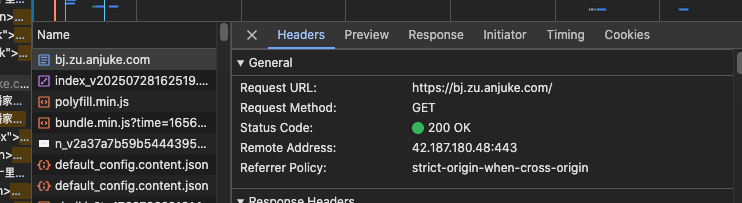 Name
bj.zu.anjuke.com
index_v20250728162519....
polyfill.min.js
bundle.min.js?time=1656...
n_v2a37a7b59b5444395...
default_config.content.json
default_config.content.json
Headers Preview Response Initiator Timing Cookies
General
Request URL: https://bj.zu.anjuke.com/
Request Method: GET
Status Code: 200 OK
Remote Address: 42.187.180.48:443
Referrer Policy: strict-origin-when-cross-origin
Response Headers